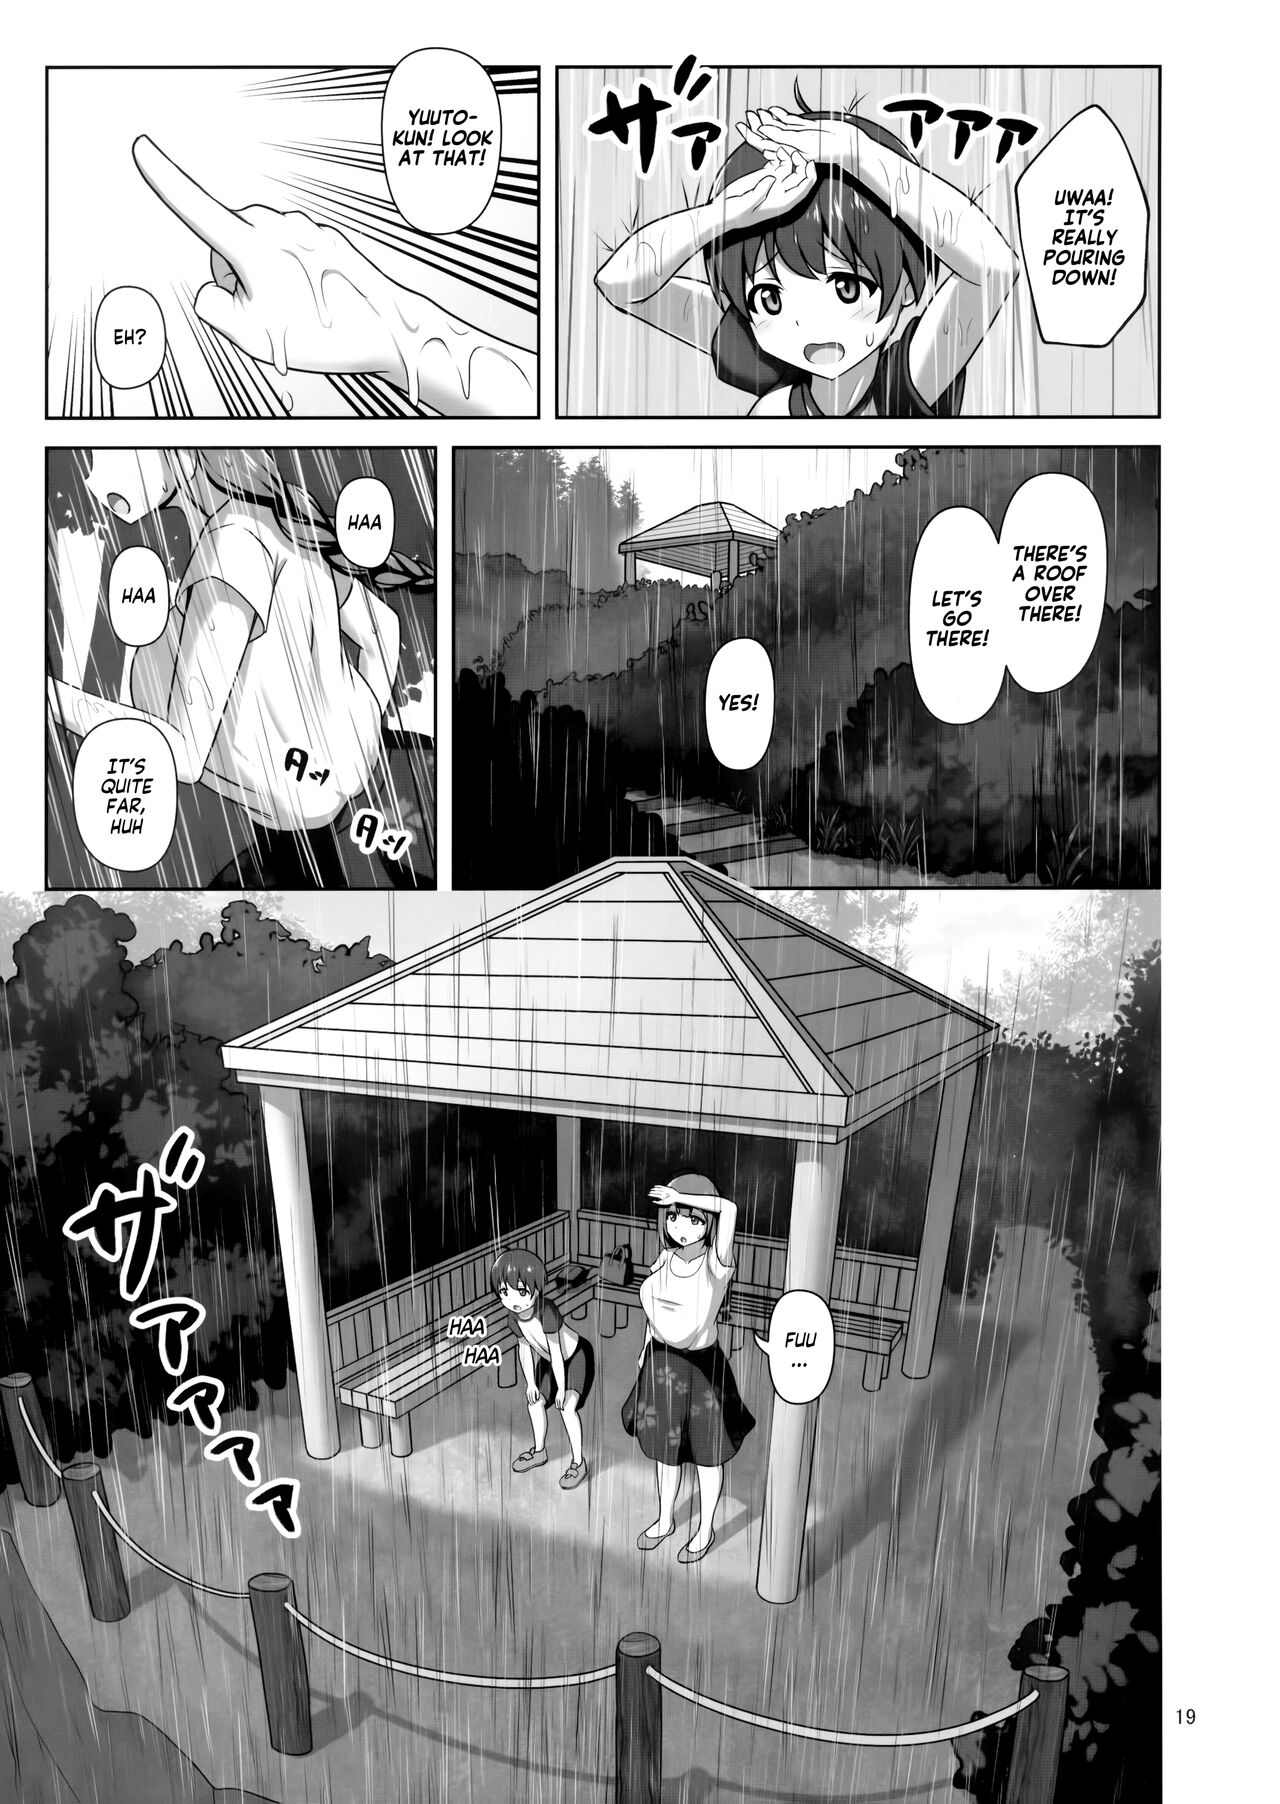 UWAA!
IT'S
REALLY
POURING
DOWN!
ザァ
アアア
YUUTO-
KUN! LOOK
AT THAT!
EH?
THERE'S
A ROOF
OVER
THERE!
LET'S
GO
THERE!
YES!
HAA
HAA
IT'S
QUITE
FAR,
HUH
タッ
タッ
ザアアアアア
HAA
HAA
FUU
...
19